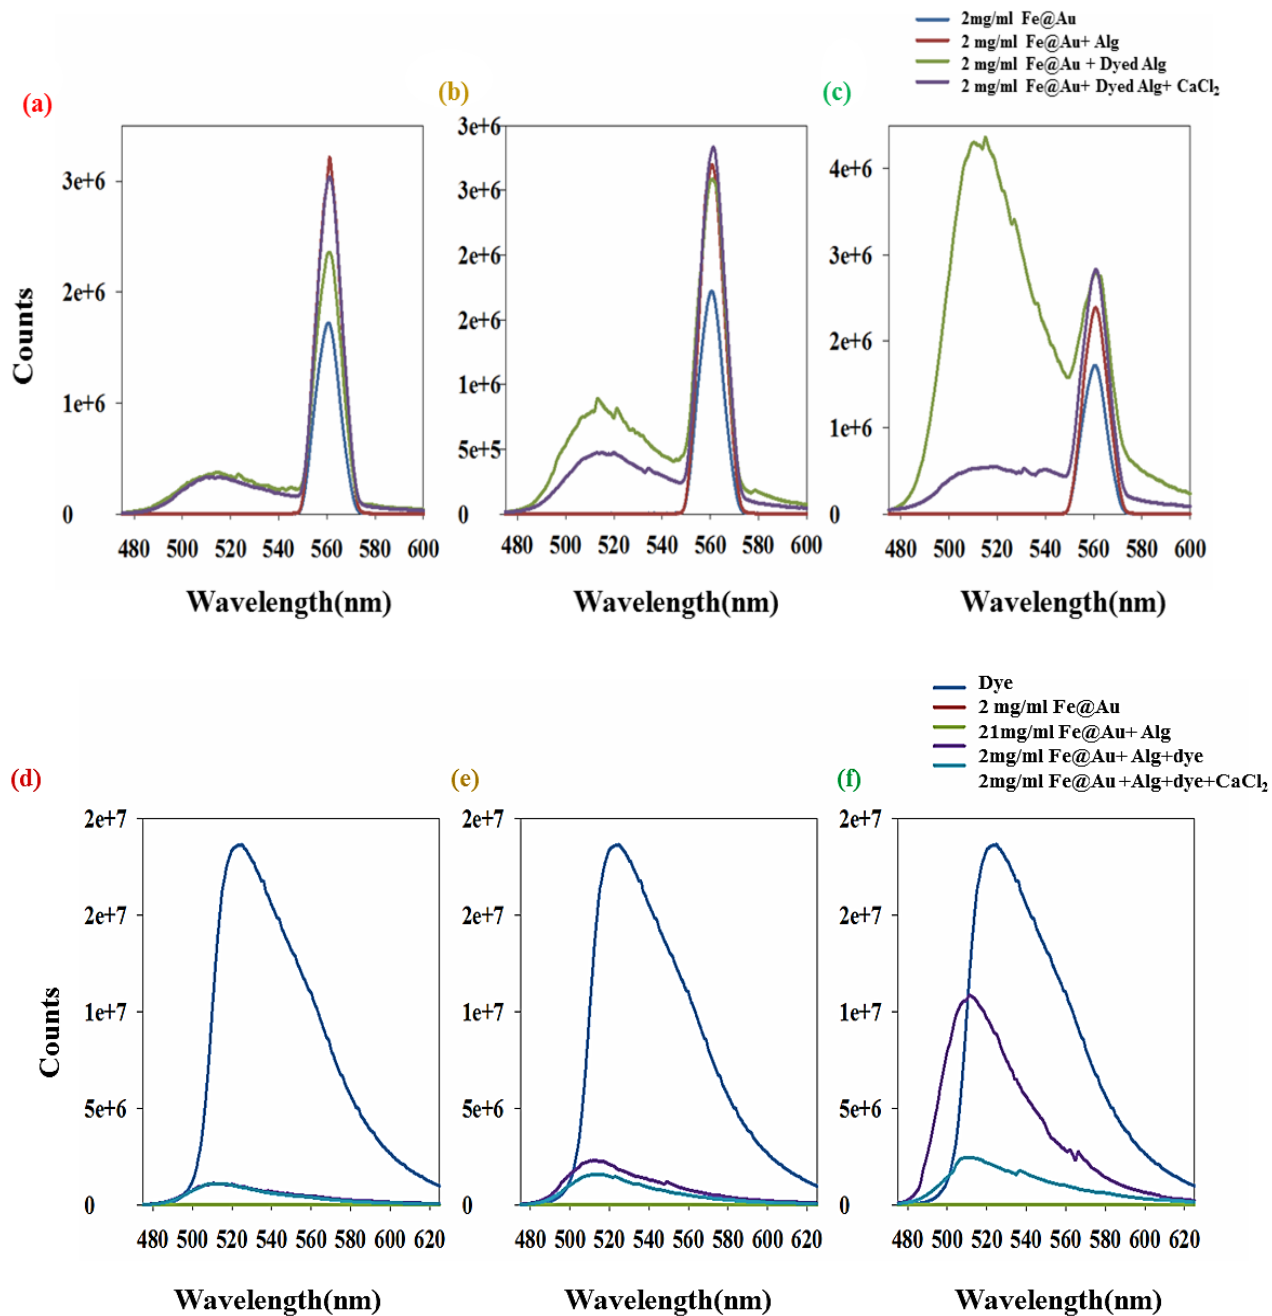 2mg/ml Fe@Au
2 mg/ml Fe@Au+ Alg
2 mg/ml Fe@Au + Dyed Alg
2 mg/ml Fe@Au+ Dyed Alg+ CaCl₂
(a)
(b)
(c)
3e+6
2e+6
1e+6
0
3e+6
3e+6
2e+6
2e+6
1e+6
5e+5
0
4e+6
3e+6
2e+6
1e+6
0
Counts
480 500 520 540 560 580 600
480 500 520 540 560 580 600
480 500 520 540 560 580 600
Wavelength(nm)
Wavelength(nm)
Wavelength(nm)
Dye
2 mg/ml Fe@Au
21mg/ml Fe@Au+ Alg
2mg/ml Fe@Au+ Alg+dye
2mg/ml Fe@Au +Alg+dye+CaCl₂
(d)
(e)
(f)
2e+7
2e+7
1e+7
5e+6
0
2e+7
2e+7
1e+7
5e+6
0
2e+7
2e+7
1e+7
5e+6
0
Counts
480 500 520 540 560 580 600 620
480 500 520 540 560 580 600 620
480 500 520 540 560 580 600 620
Wavelength(nm)
Wavelength(nm)
Wavelength(nm)